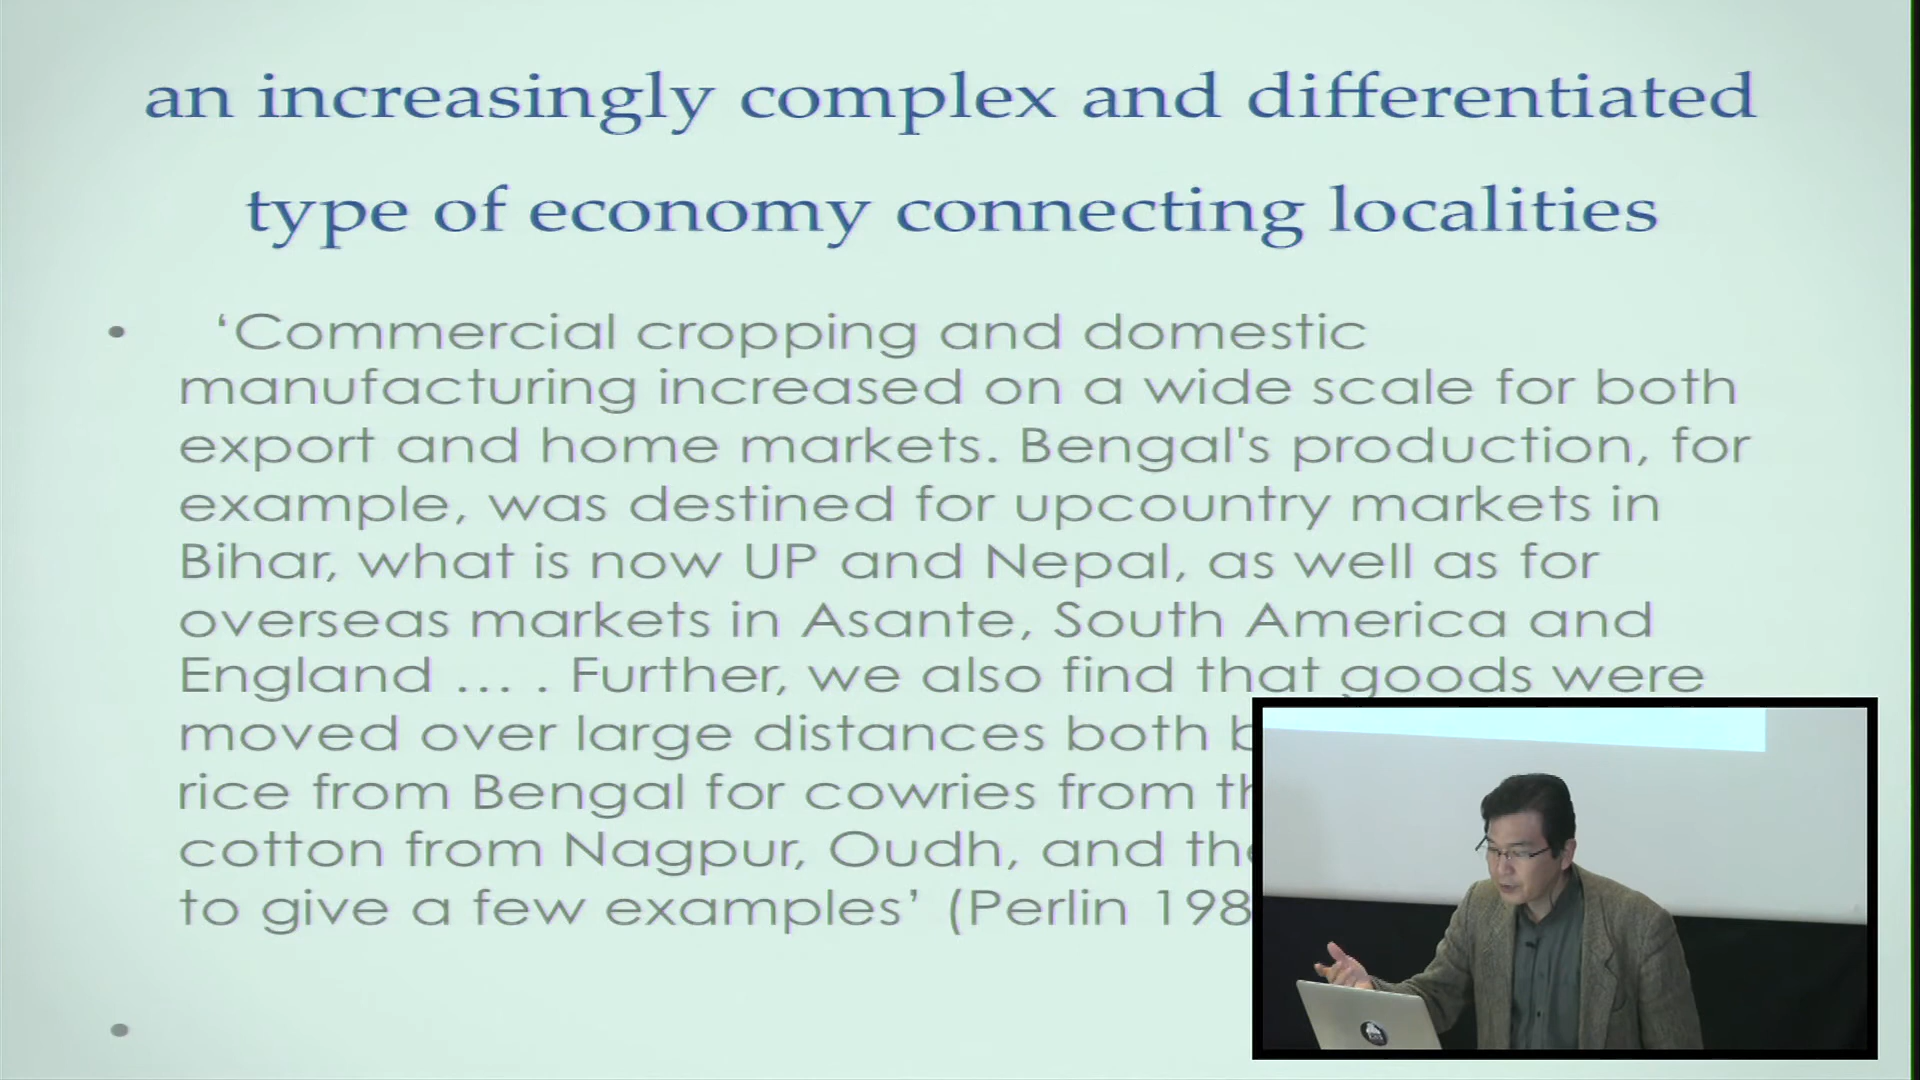 an increasingly complex and differentiated
type of economy connecting localities
• ‘Commercial cropping and domestic
manufacturing increased on a wide scale for both
export and home markets. Bengal's production, for
example, was destined for upcountry markets in
Bihar, what is now UP and Nepal, as well as for
overseas markets in Asante, South America and
England … . Further, we also find that goods were
moved over large distances both
rice from Bengal for cowries from
cotton from Nagpur, Oudh, and
to give a few examples’ (Perlin 198
•